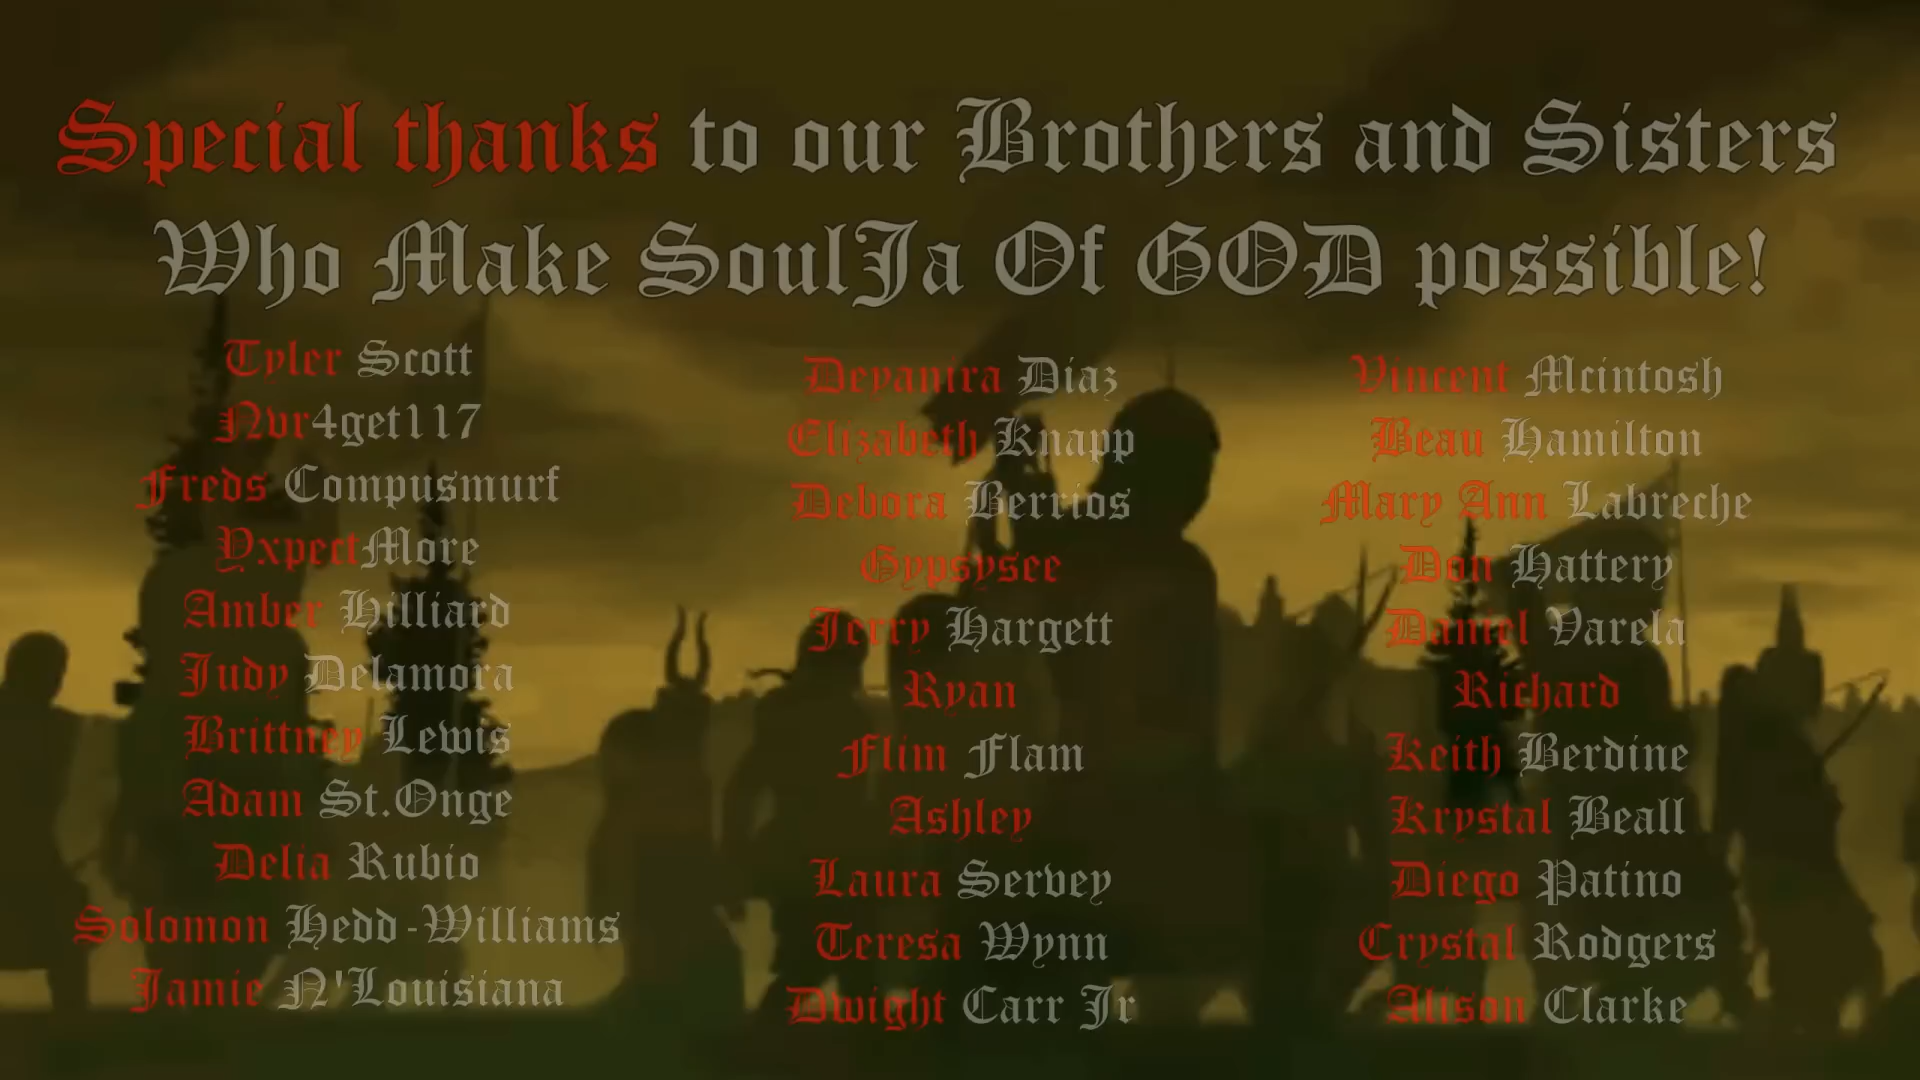 Special thanks to our Brothers and Sisters
Who Make SoulJa Of GOD possible!
Tyler Scott
Nvr4get117
Freds Compusmurf
YxpectMore
Amber Hilliard
Judy Delamora
Brittney Lewis
Adam St.Onge
Delia Rubio
Solomon Hedd-Williams
Jamie N'Louisiana
Deyanira Diaz
Elizabeth Knapp
Debora Berrios
Gypsysee
Jerry Hargett
Ryan
Flim Flam
Ashley
Laura Servey
Teresa Wynn
Dwight Carr Jr
Vincent Mcintosh
Beau Hamilton
Mary Ann Labreche
Don Hattery
Daniel Varela
Richard
Keith Berdine
Krystal Beall
Diego Patino
Crystal Rodgers
Alison Clarke